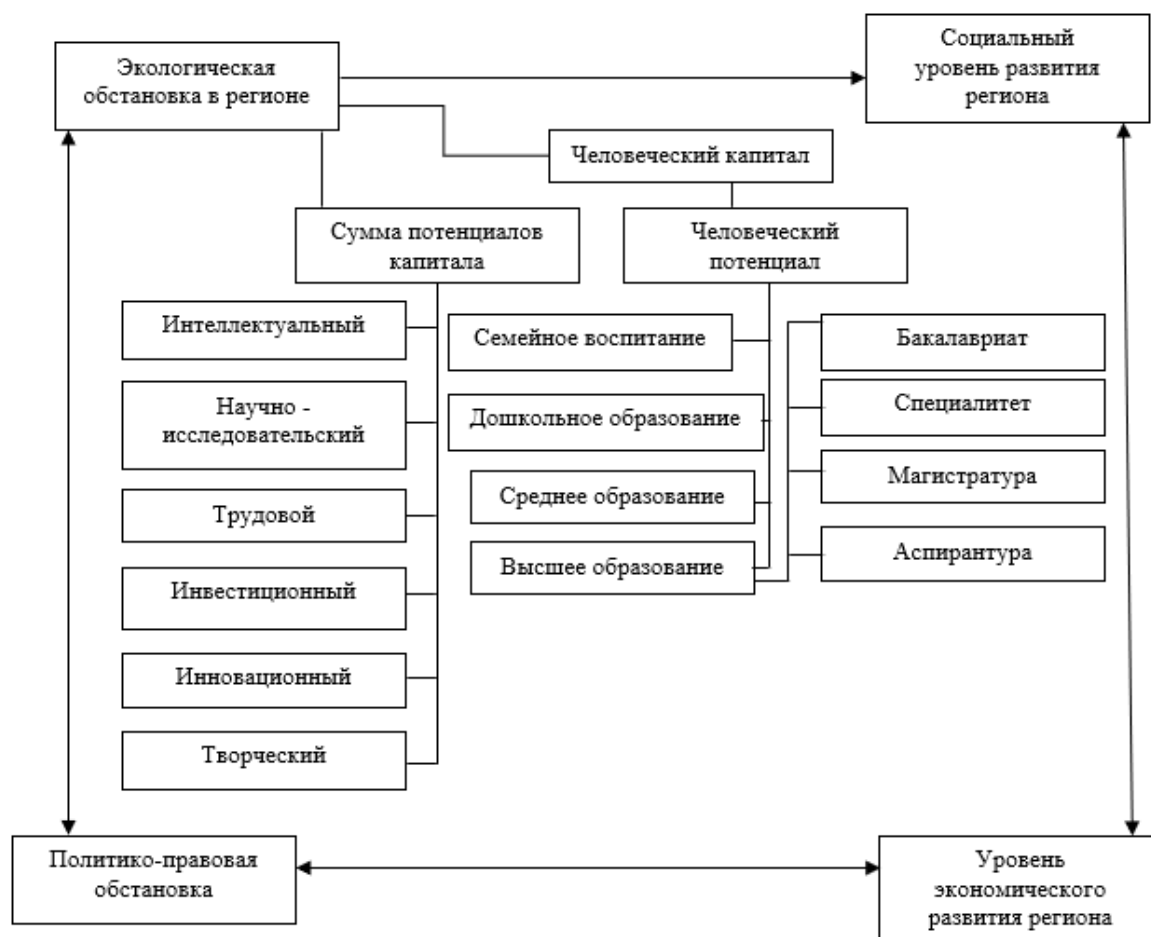 Экологическая
обстановка в регионе
Социальный
уровень развития
региона
Человеческий капитал
Сумма потенциалов
капитала
Человеческий
потенциал
Интеллектуальный
Научно -
исследовательский
Трудовой
Инвестиционный
Инновационный
Творческий
Семейное воспитание
Дошкольное образование
Среднее образование
Высшее образование
Бакалавриат
Специалитет
Магистратура
Аспирантура
Политико-правовая
обстановка
Уровень
экономического
развития региона